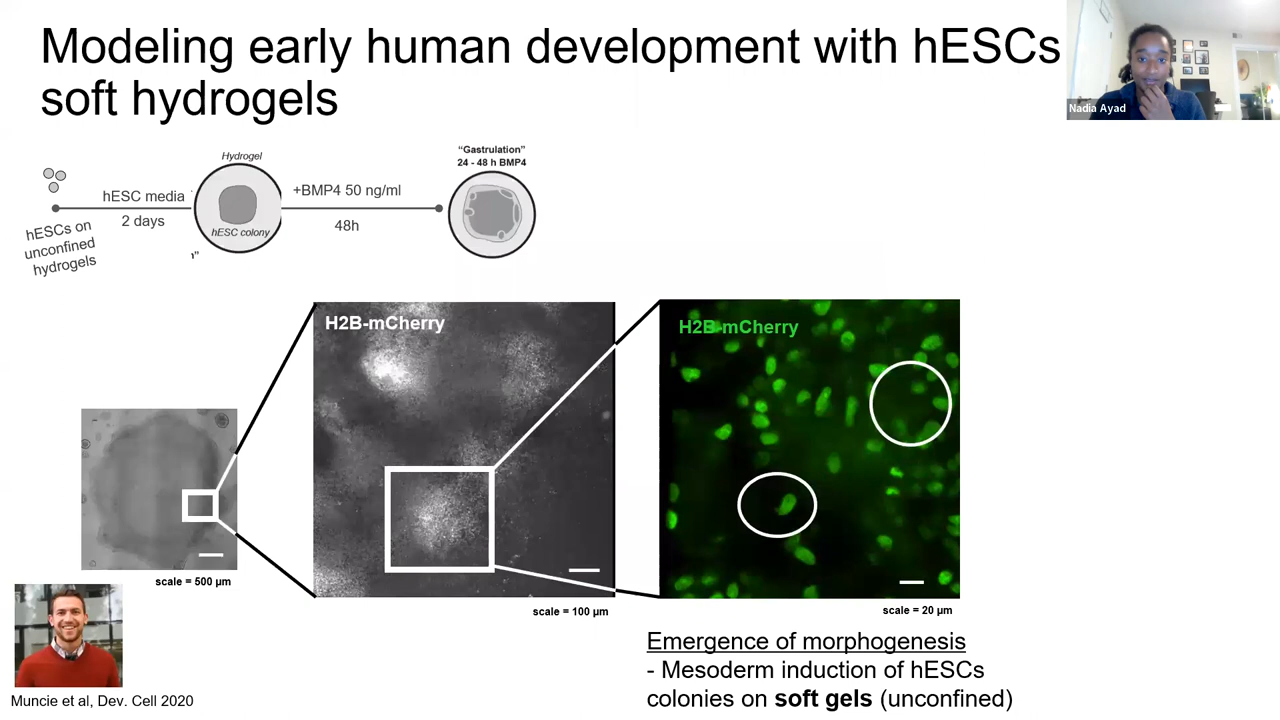 Modeling early human development with hESCs
soft hydrogels
Nadia Ayad
hESC media
2 days
hESCs on
unconfined
hydrogels
Hydrogel
hESC colony
”
+BMP4 50 ng/ml
48h
“Gastrulation”
24 - 48 h BMP4
H2B-mCherry
H2B-mCherry
scale = 500 µm
scale = 100 µm
scale = 20 µm
Emergence of morphogenesis
- Mesoderm induction of hESCs
colonies on soft gels (unconfined)
Muncie et al, Dev. Cell 2020